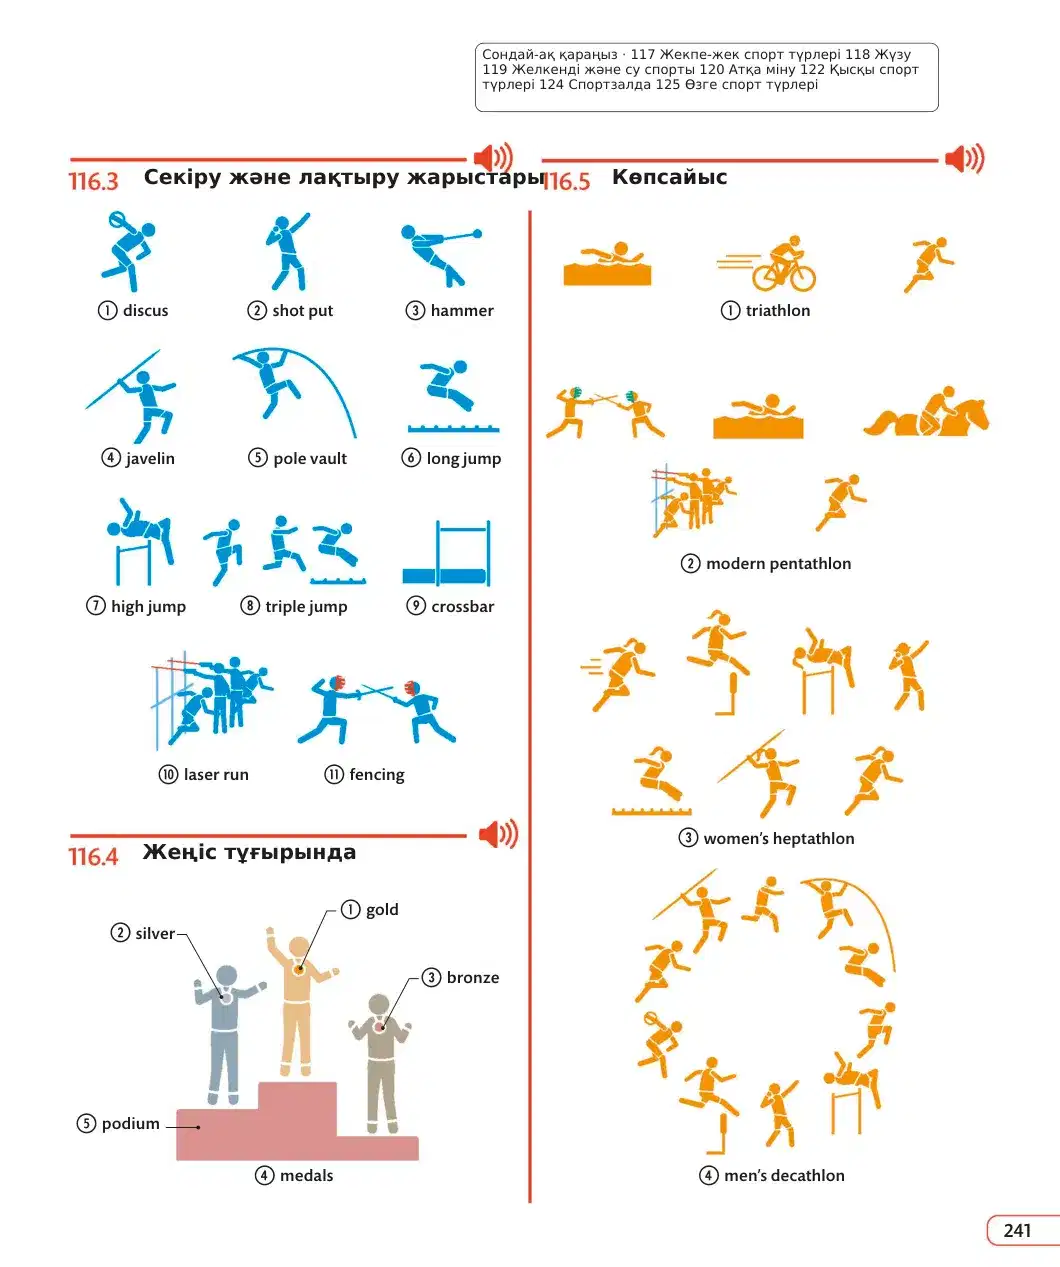 Сондай-ақ қараңыз · 117 Жекпе-жек спорт түрлері 118 Жүзу
119 Желкенді және су спорты 120 Атқа міну 122 Қысқы спорт
түрлері 124 Спортзалда 125 Өзге спорт түрлері
116.3 Секіру және лақтыру жарыстары
1 discus
2 shot put
3 hammer
4 javelin
5 pole vault
6 long jump
7 high jump
8 triple jump
9 crossbar
10 laser run
11 fencing
116.4 Жеңіс тұғырында
1 gold
2 silver
3 bronze
5 podium
4 medals
116.5 Көпсайыс
1 triathlon
2 modern pentathlon
3 women's heptathlon
4 men's decathlon
241